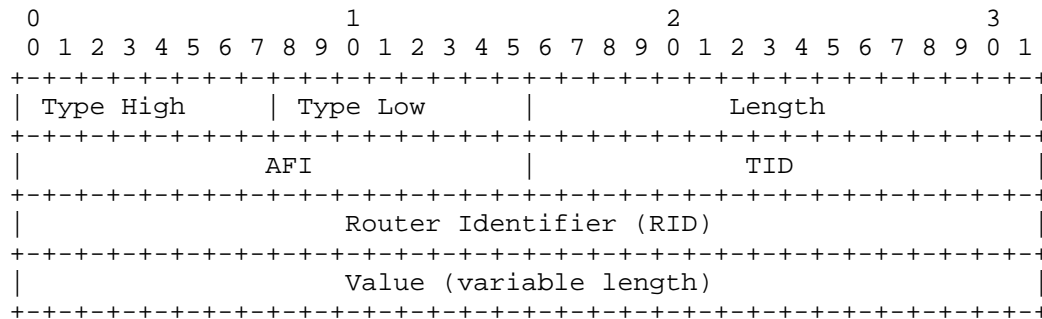 0                   1                   2                   3
 0 1 2 3 4 5 6 7 8 9 0 1 2 3 4 5 6 7 8 9 0 1 2 3 4 5 6 7 8 9 0 1
+-+-+-+-+-+-+-+-+-+-+-+-+-+-+-+-+-+-+-+-+-+-+-+-+-+-+-+-+-+-+-+-+
| Type High     | Type Low      |            Length             |
+-+-+-+-+-+-+-+-+-+-+-+-+-+-+-+-+-+-+-+-+-+-+-+-+-+-+-+-+-+-+-+-+
|               AFI             |             TID               |
+-+-+-+-+-+-+-+-+-+-+-+-+-+-+-+-+-+-+-+-+-+-+-+-+-+-+-+-+-+-+-+-+
|                    Router Identifier (RID)                    |
+-+-+-+-+-+-+-+-+-+-+-+-+-+-+-+-+-+-+-+-+-+-+-+-+-+-+-+-+-+-+-+-+
|                    Value (variable length)                    |
+-+-+-+-+-+-+-+-+-+-+-+-+-+-+-+-+-+-+-+-+-+-+-+-+-+-+-+-+-+-+-+-+